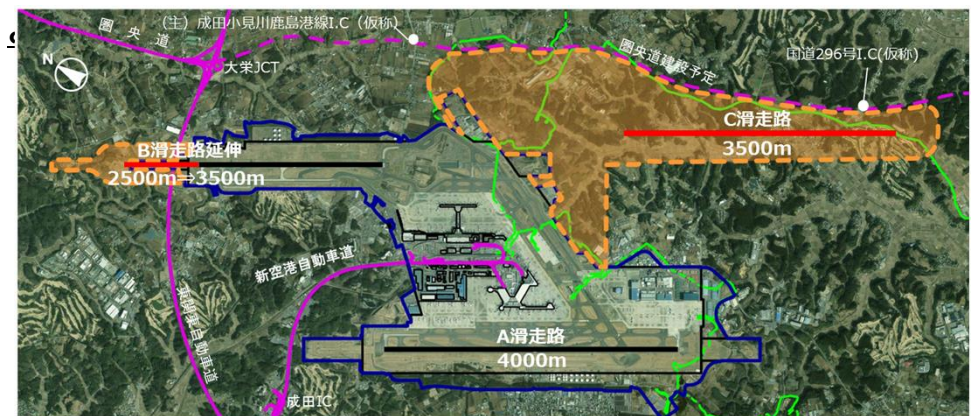 圏央道
（主）成田小見川鹿島港線I.C（仮称）
大栄JCT
N
圏央道建設予定
国道296号I.C(仮称)
C滑走路
3500m
B滑走路延伸
2500m⇒3500m
新空港自動車道
東関東自動車道
A滑走路
4000m
成田IC